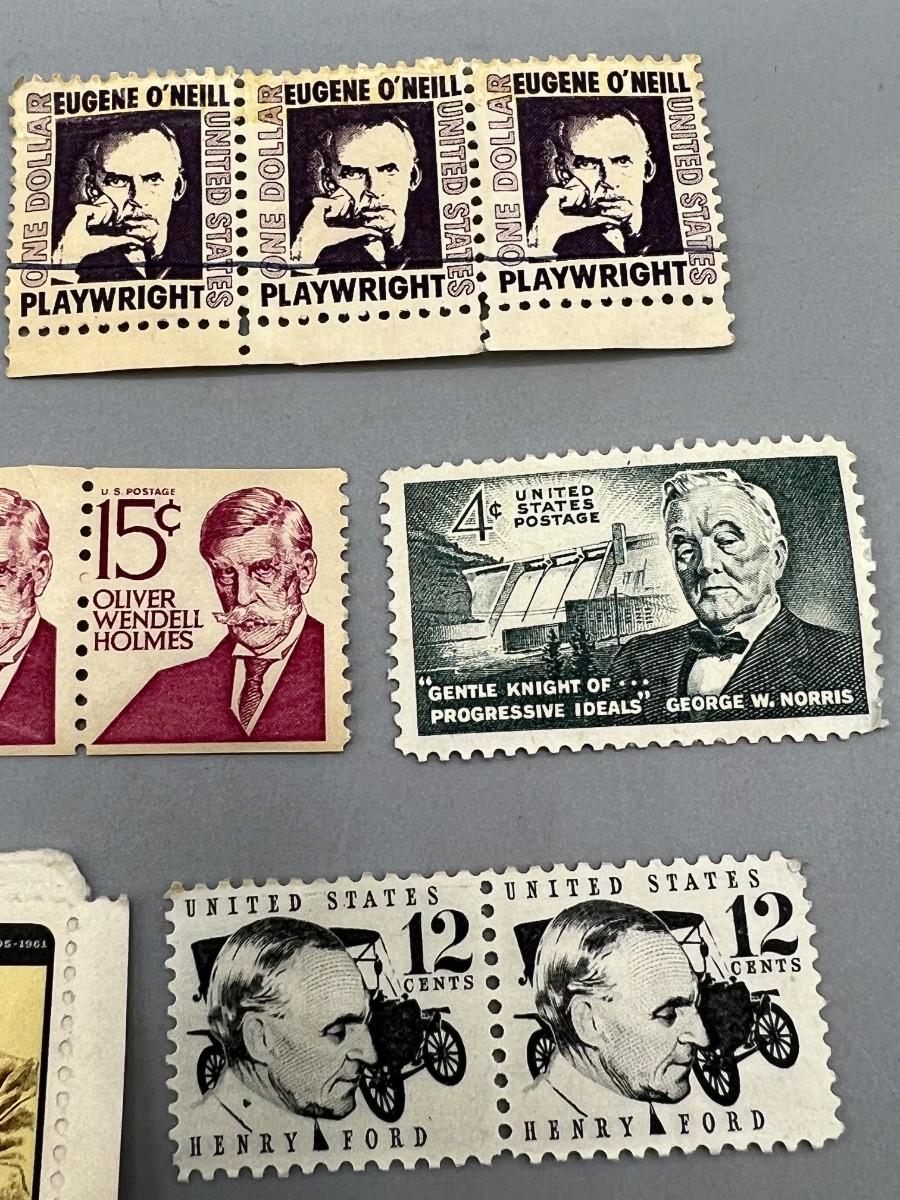 EUGENE O'NEILL
ONE DOLLAR
UNITED STATES
PLAYWRIGHT
EUGENE O'NEILL
ONE DOLLAR
UNITED STATES
PLAYWRIGHT
EUGENE O'NEILL
ONE DOLLAR
UNITED STATES
PLAYWRIGHT
U.S. POSTAGE
15¢
OLIVER
WENDELL
HOLMES
4¢ UNITED
STATES
POSTAGE
"GENTLE KNIGHT OF ...
PROGRESSIVE IDEALS" GEORGE W. NORRIS
5-1961
UNITED STATES
12
CENTS
HENRY FORD
UNITED STATES
12
CENTS
HENRY FORD